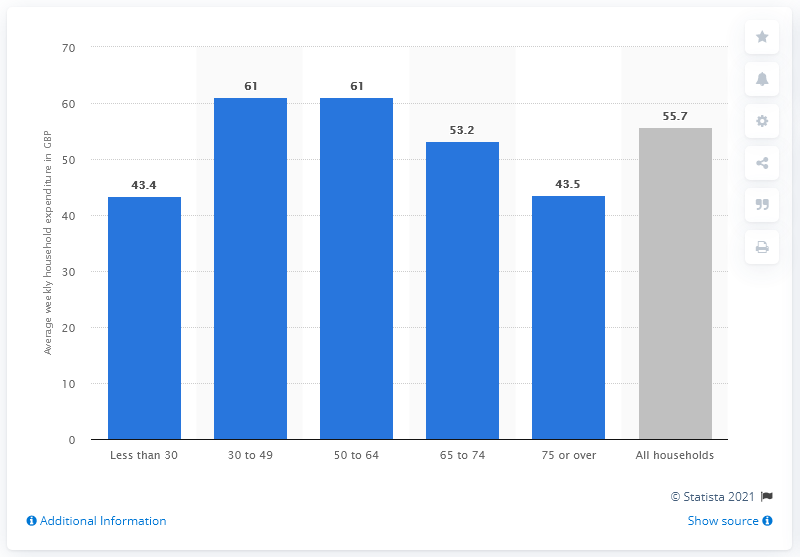 70
60
50
40
30
20
10
0
Average weekly household expenditure in GBP
43.4
61
61
53.2
43.5
55.7
Less than 30
30 to 49
50 to 64
65 to 74
75 or over
All households
© Statista 2021
Additional Information
Show source